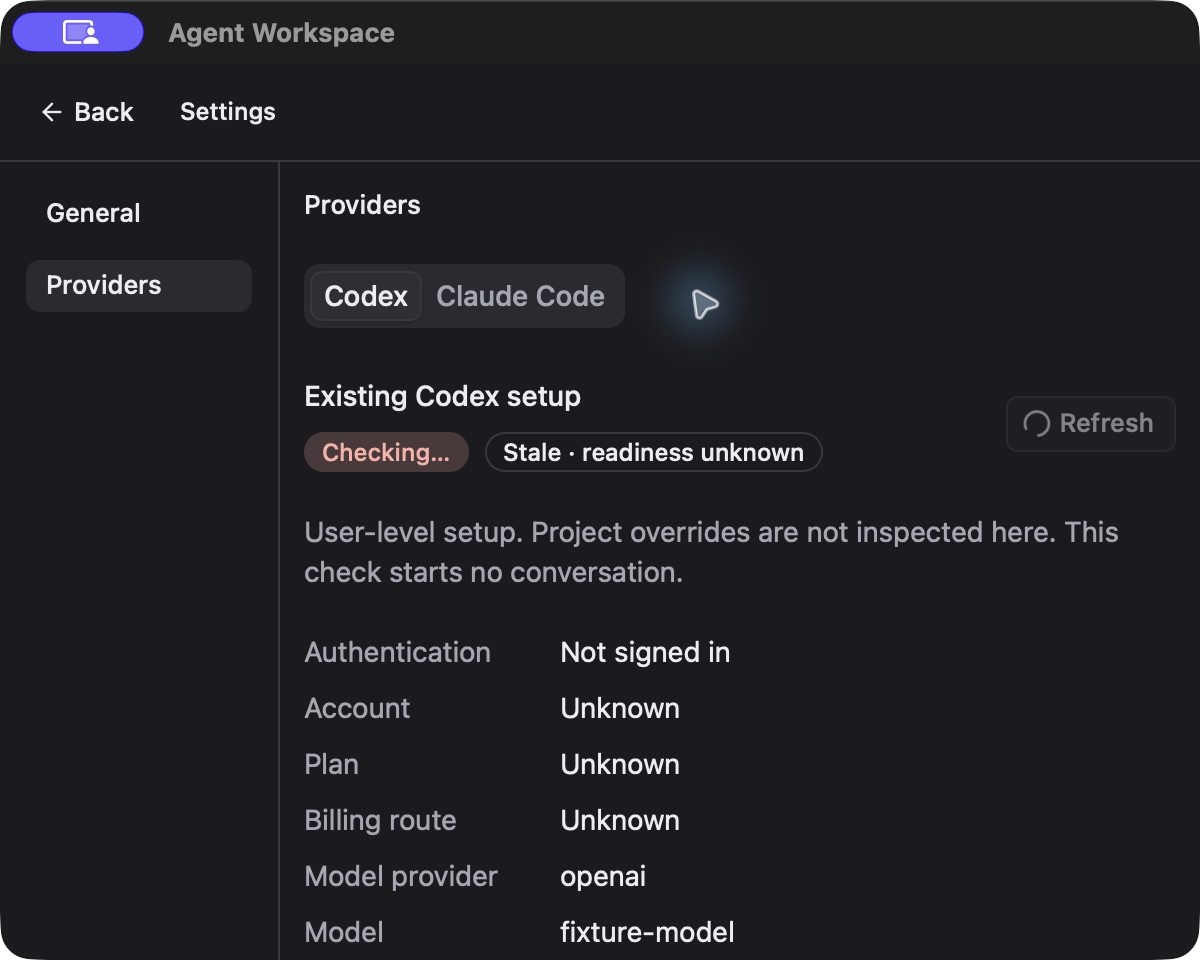 Agent Workspace
Back
Settings
General
Providers
Providers
Codex
Claude Code
Existing Codex setup
Checking...
Stale · readiness unknown
Refresh
User-level setup. Project overrides are not inspected here. This
check starts no conversation.
Authentication Not signed in
Account Unknown
Plan Unknown
Billing route Unknown
Model provider openai
Model fixture-model